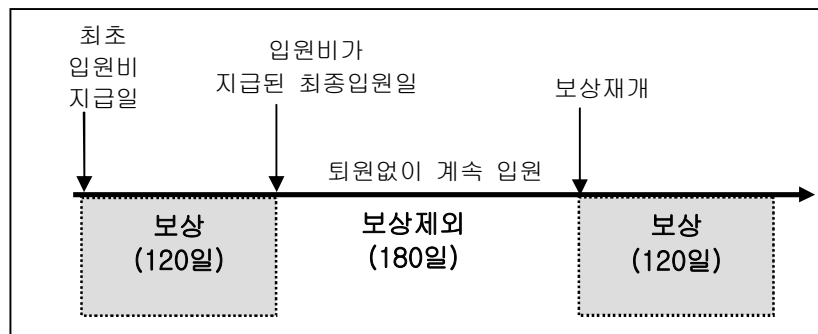 최초
입원비
지급일
입원비가
지급된 최종입원일
보상재개
퇴원없이 계속 입원
보상
(120일)
보상제외
(180일)
보상
(120일)